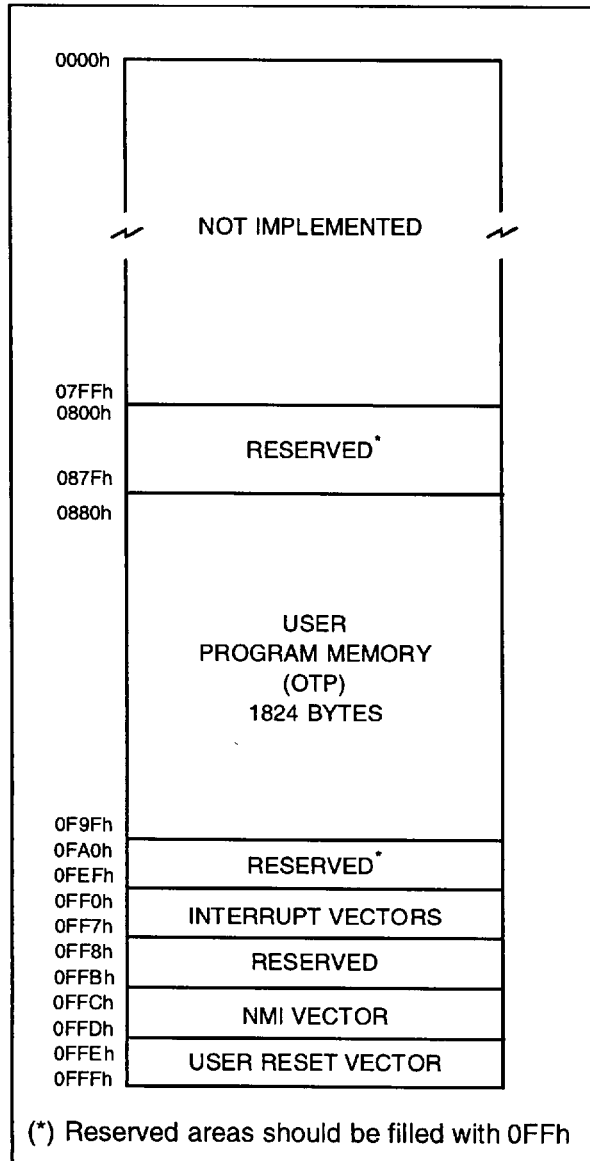 0000h
NOT IMPLEMENTED
07FFh
0800h
RESERVED*
087Fh
0880h
USER
PROGRAM MEMORY
(OTP)
1824 BYTES
0F9Fh
0FA0h
RESERVED*
0FEFh
0FF0h
INTERRUPT VECTORS
0FF7h
0FF8h
RESERVED
0FFBh
0FFCh
NMI VECTOR
0FFDh
0FFEh
USER RESET VECTOR
0FFFh
(*) Reserved areas should be filled with 0FFh